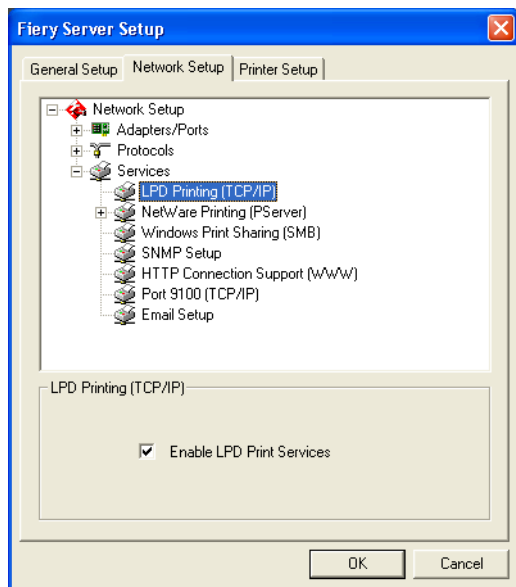 Fiery Server Setup
General Setup Network Setup Printer Setup
Network Setup
Adapters/Ports
Protocols
Services
LPD Printing (TCP/IP)
NetWare Printing (PServer)
Windows Print Sharing (SMB)
SNMP Setup
HTTP Connection Support (WWW)
Port 9100 (TCP/IP)
Email Setup
LPD Printing (TCP/IP)
Enable LPD Print Services
OK Cancel